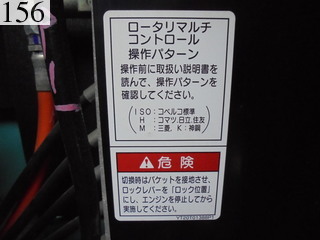 156
ロータリマルチ
コントロール
操作パターン
操作前に取扱い説明書を
読んで、操作パターンを
確認してください。
(ISO:コベルコ標準
H:コマツ,日立,住友
M:三菱, K:神鋼)
⚠危険
切換時はバケットを接地させ、
ロックレバーを「ロック位置」
にし、エンジンを停止してから
実施してください。